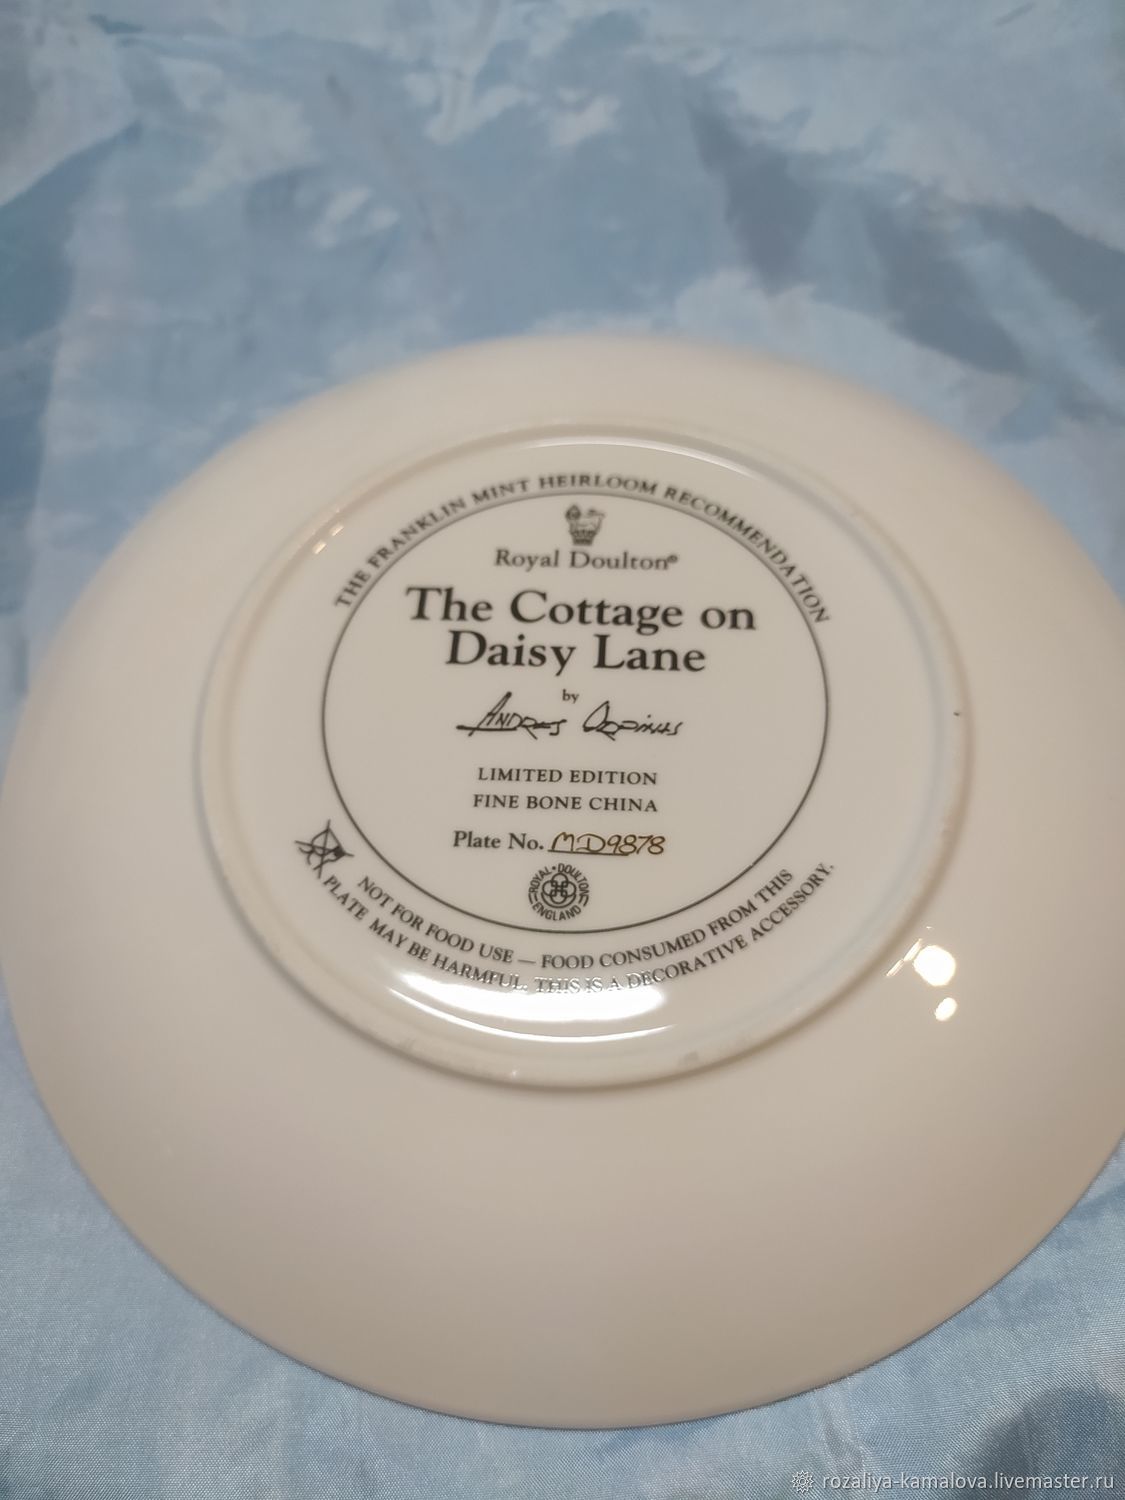 THE FRANKLIN MINT HEIRLOOM RECOMMENDATION
Royal Doulton®
The Cottage on
Daisy Lane
by
Andres Orpinas
LIMITED EDITION
FINE BONE CHINA
Plate No. MD9878
ROYAL • DOULTON
ENGLAND
NOT FOR FOOD USE — FOOD CONSUMED FROM THIS
PLATE MAY BE HARMFUL. THIS IS A DECORATIVE ACCESSORY.
rozaliya-kamalova.livemaster.ru